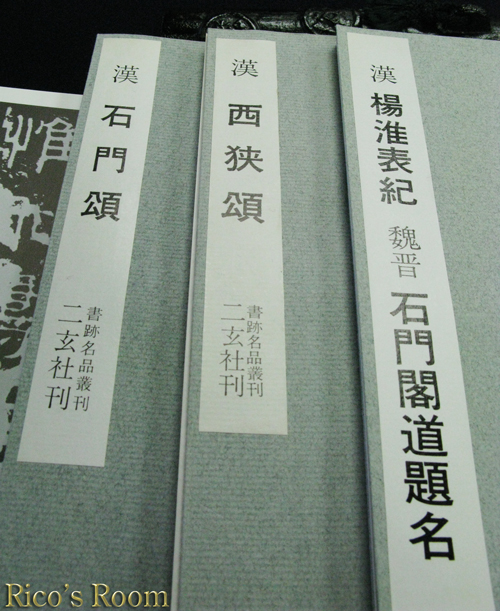 漢 石門頌
書跡名品叢刊
二玄社刊
漢 西狭頌
書跡名品叢刊
二玄社刊
漢 楊淮表紀 魏晋 石門閣道題名
Rico's Room